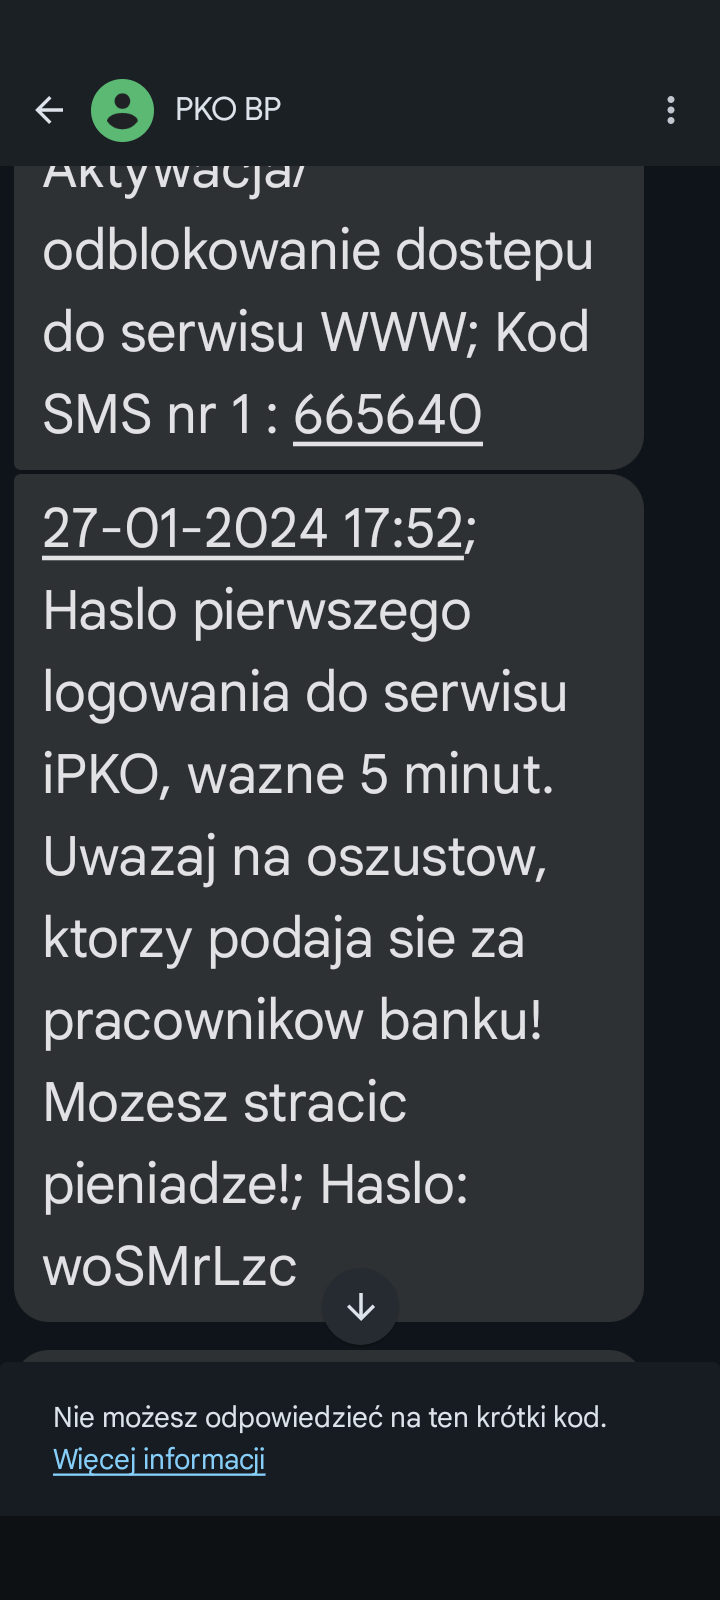 PKO BP
Aktywacja/
odblokowanie dostepu
do serwisu WWW; Kod
SMS nr 1 : 665640
27-01-2024 17:52;
Haslo pierwszego
logowania do serwisu
iPKO, wazne 5 minut.
Uwazaj na oszustow,
ktorzy podaja sie za
pracownikow banku!
Mozesz stracic
pieniadze!; Haslo:
woSMrLzc
Nie możesz odpowiedzieć na ten krótki kod.
Więcej informacji